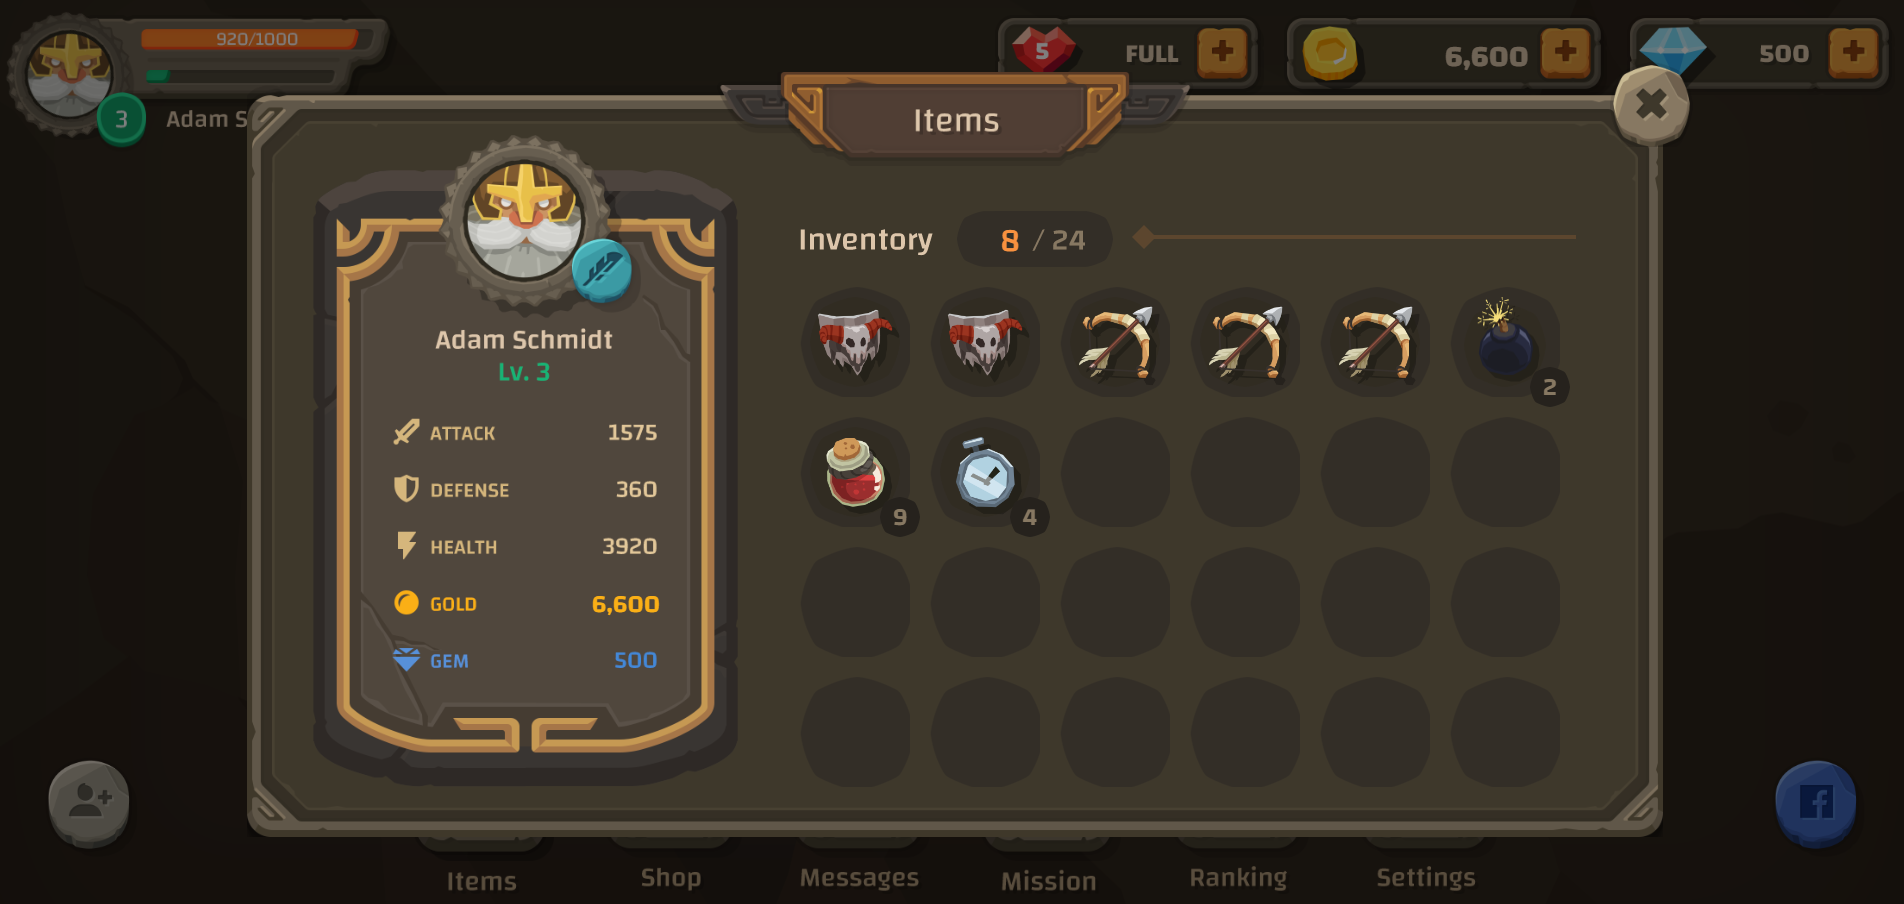 920/1000
5
FULL
6,600
500
3
Adam S
Items
Adam Schmidt
Lv. 3
ATTACK 1575
DEFENSE 360
HEALTH 3920
GOLD 6,600
GEM 500
Inventory 8 / 24
2
9
4
Items
Shop
Messages
Mission
Ranking
Settings